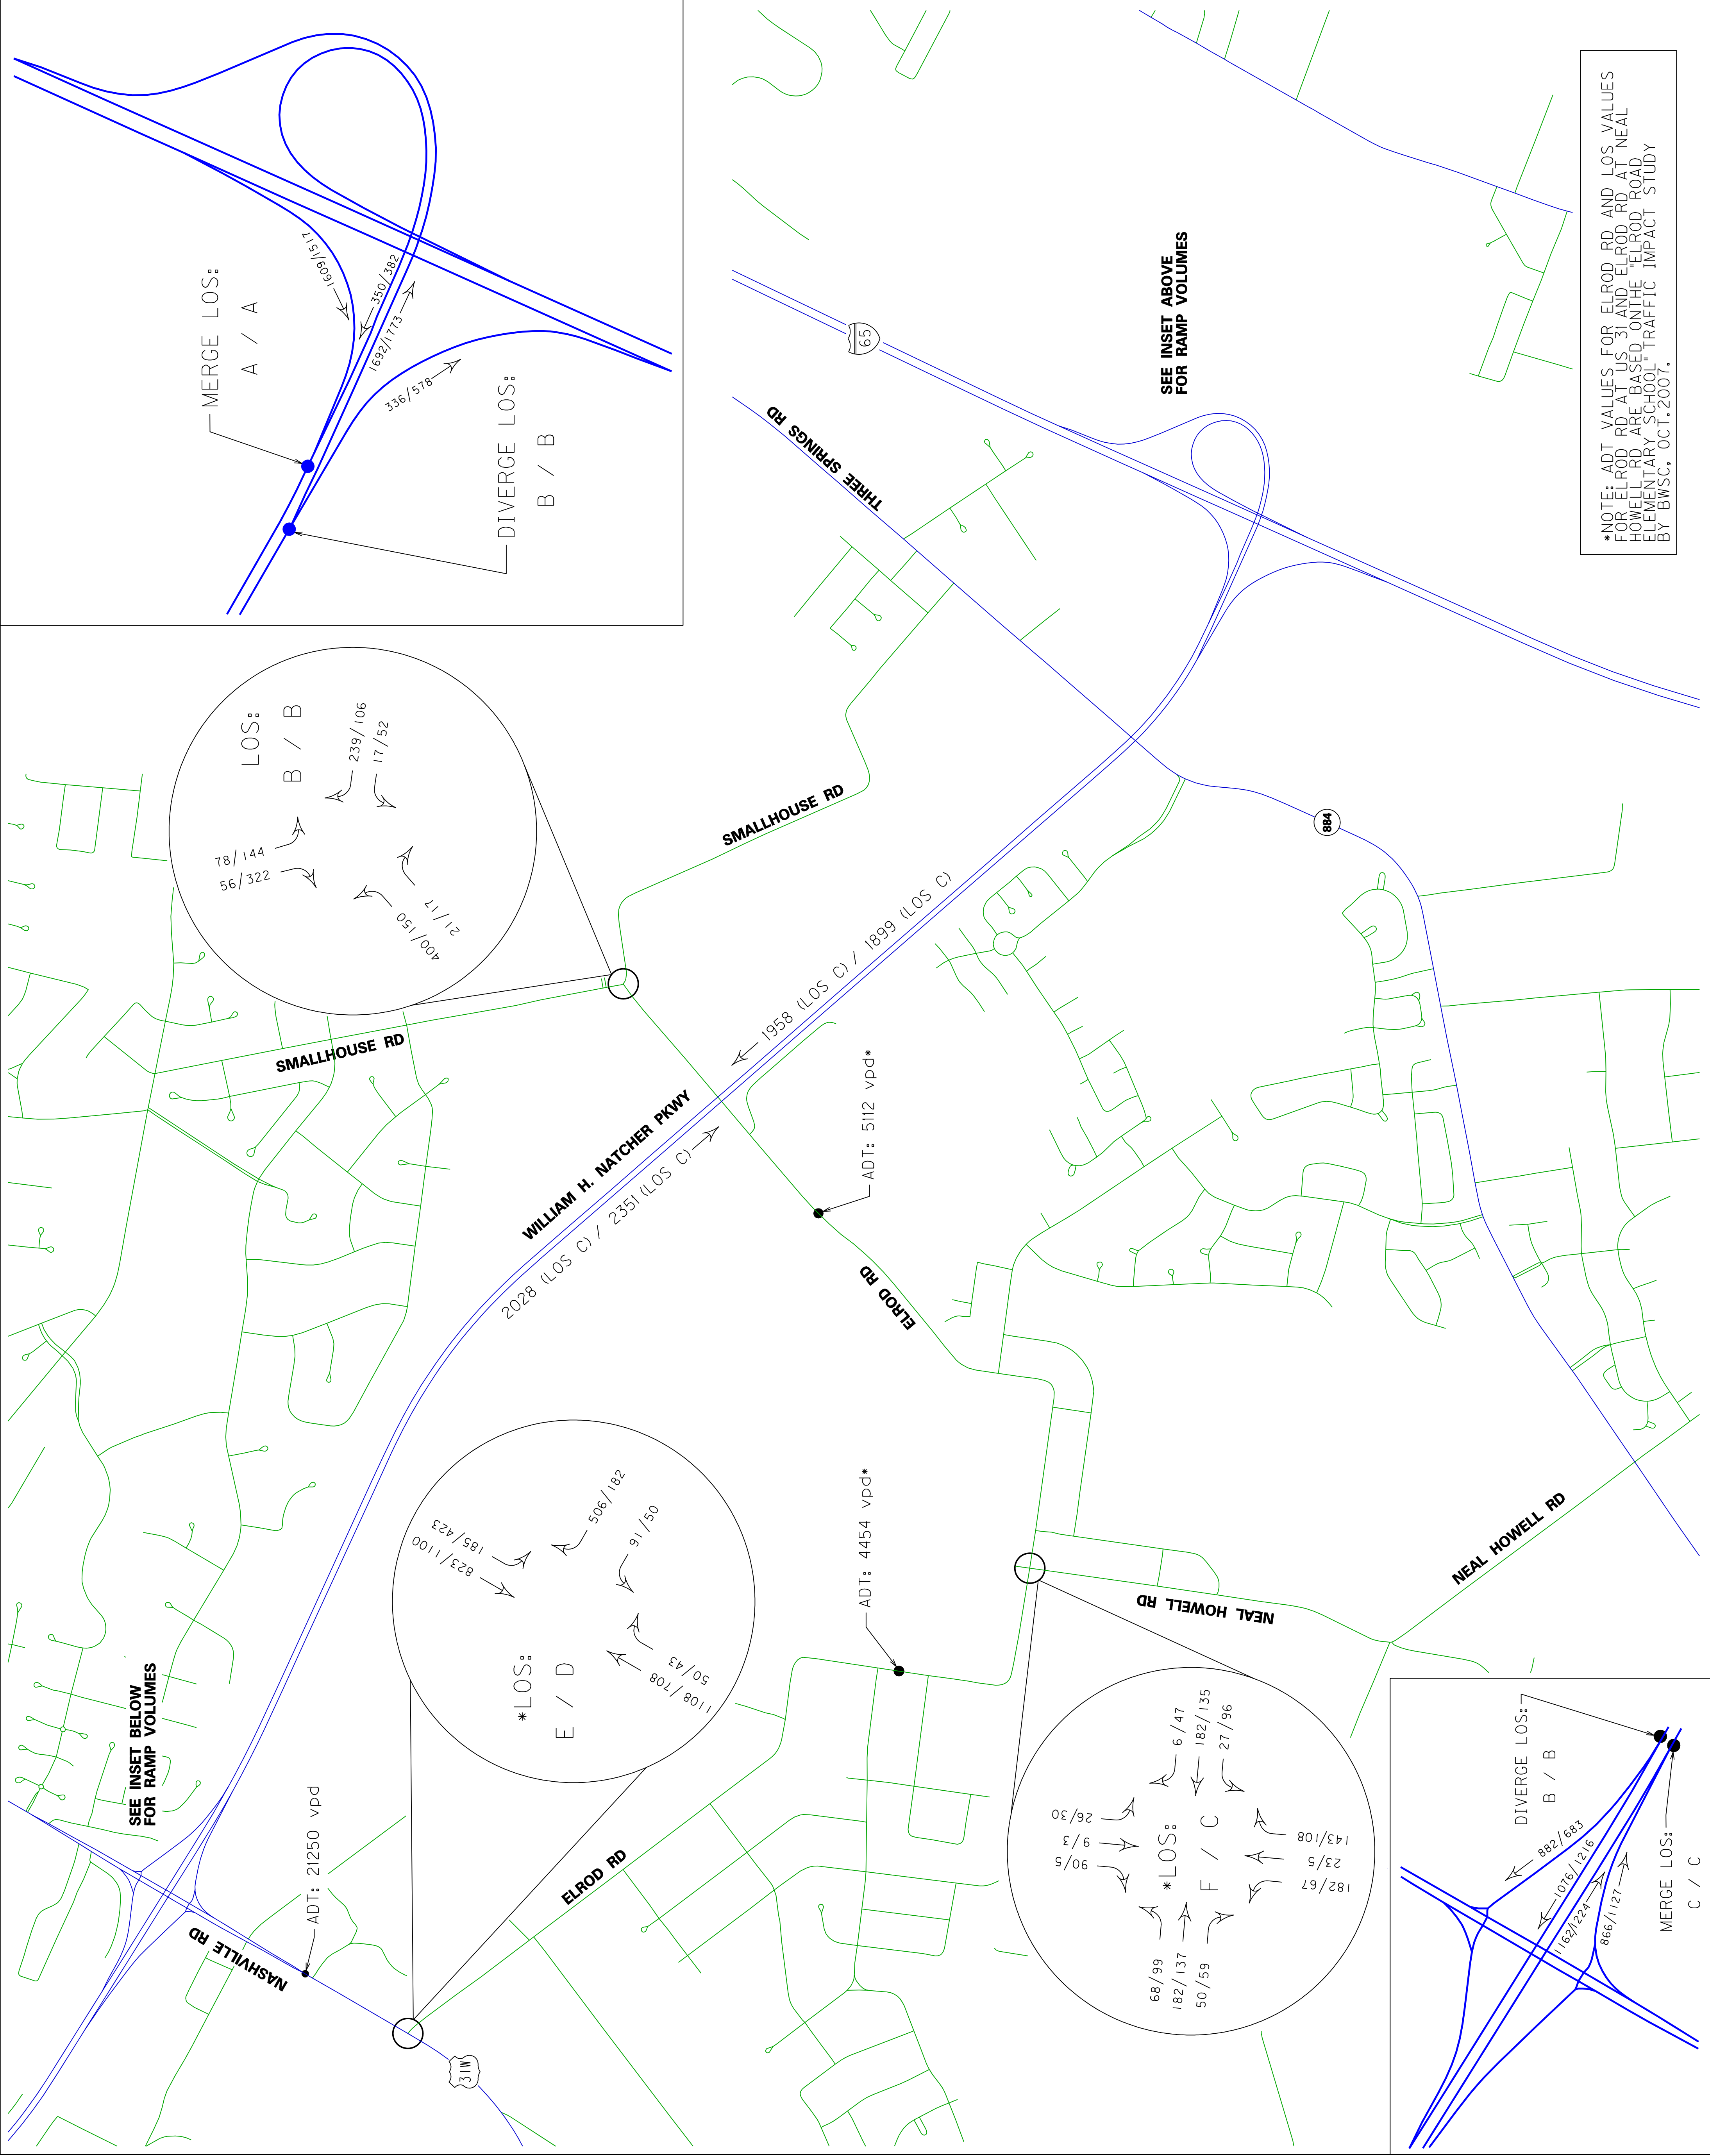 MERGE LOS:
A / A
1609/1517
350/382
1692/1773
336/578
DIVERGE LOS:
B / B
LOS:
B / B
239/106
17/52
78/144
56/322
400/150
21/17
SMALLHOUSE RD
SMALLHOUSE RD
THREE SPRINGS RD
65
SEE INSET ABOVE
FOR RAMP VOLUMES
*NOTE: ADT VALUES FOR ELROD RD AND LOS VALUES
FOR ELROD RD AT US 31 AND ELROD RD AT NEAL
HOWELL RD ARE BASED ONTHE "ELROD ROAD
ELEMENTARY SCHOOL" TRAFFIC IMPACT STUDY
BY BWSC, OCT.2007.
884
1958 (LOS C) / 1899 (LOS C)
WILLIAM H. NATCHER PKWY
2028 (LOS C) / 2351 (LOS C)
ADT: 5112 vpd*
ELROD RD
185/423
823/1100
506/182
91/50
*LOS:
E / D
50/43
1108/708
ADT: 4454 vpd*
NEAL HOWELL RD
NEAL HOWELL RD
SEE INSET BELOW
FOR RAMP VOLUMES
ADT: 21250 vpd
NASHVILLE RD
31W
ELROD RD
6/47
182/135
27/96
26/30
9/3
90/5
*LOS:
F / C
143/108
23/5
182/67
68/99
182/137
50/59
DIVERGE LOS:
B / B
882/683
1076/1216
1162/1224
866/1127
MERGE LOS:
C / C